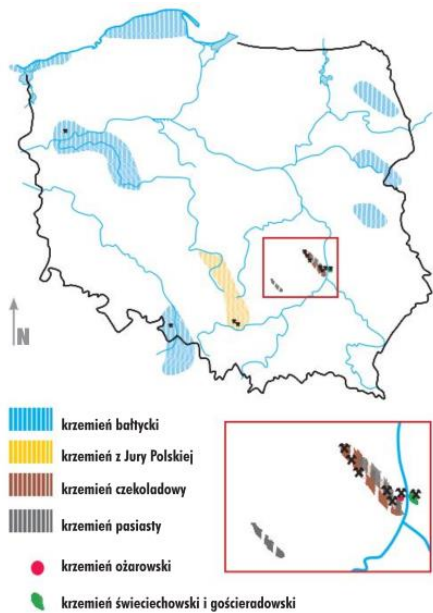 N
krzemień bałtycki
krzemień z Jury Polskiej
krzemień czekoladowy
krzemień pasiasty
krzemień ożarowski
krzemień świeciechowski i gościeradowski